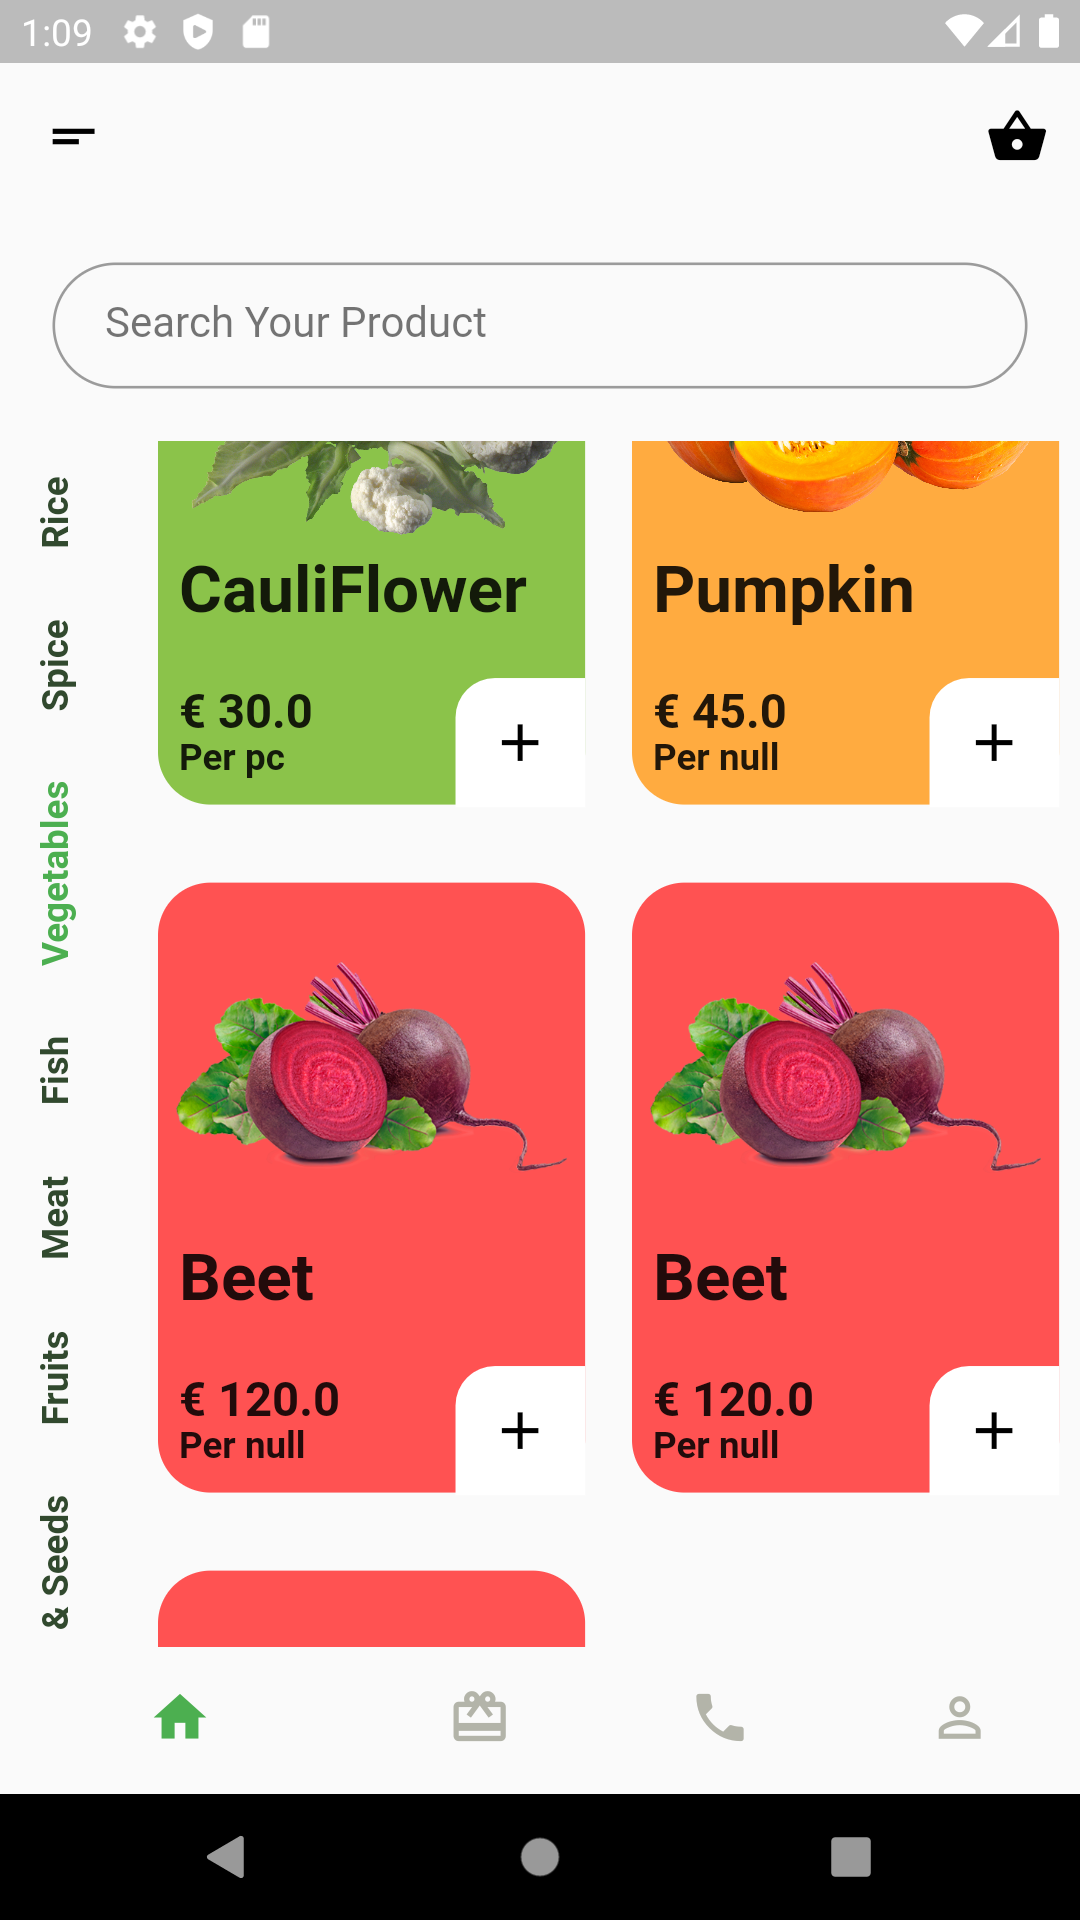 1:09
Search Your Product
Rice
Spice
Vegetables
Fish
Meat
Fruits
& Seeds
CauliFlower
€ 30.0
Per pc
Pumpkin
€ 45.0
Per null
Beet
€ 120.0
Per null
Beet
€ 120.0
Per null